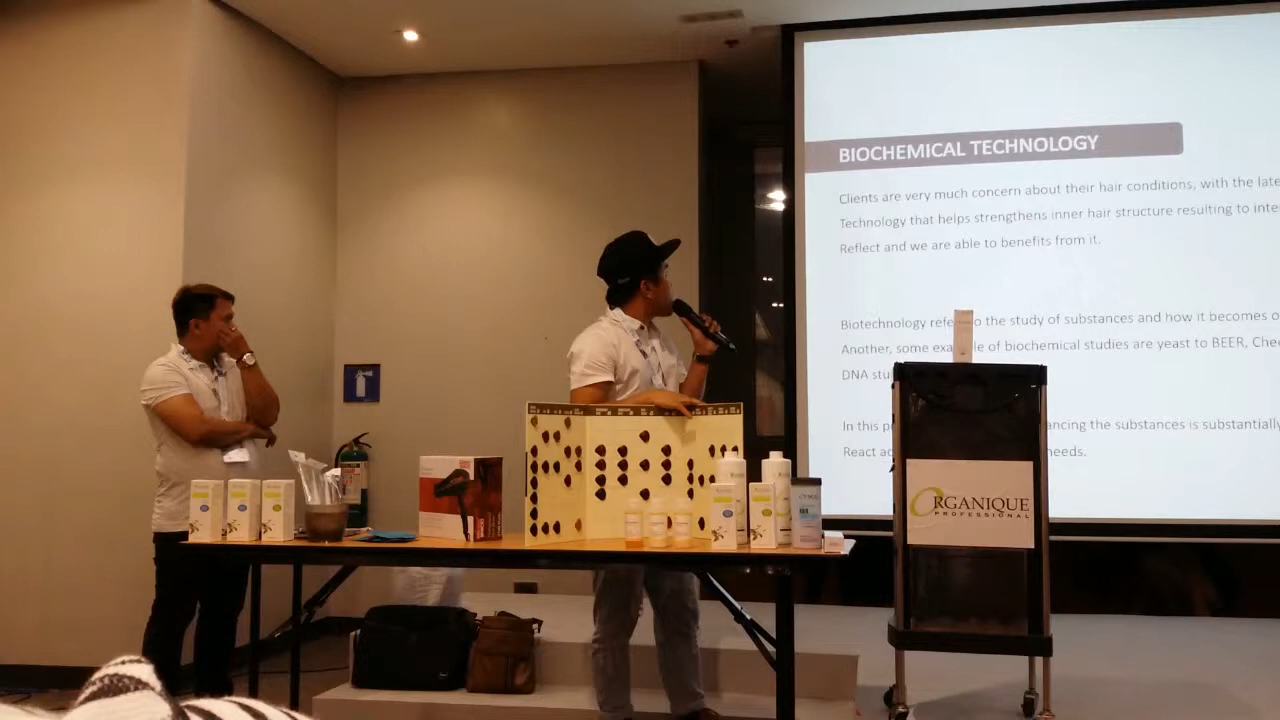 BIOCHEMICAL TECHNOLOGY
Clients are very much concern about their hair conditions, with the late
Technology that helps strengthens inner hair structure resulting to inte
Reflect and we are able to benefits from it.
Biotechnology refe o the study of substances and how it becomes o
Another, some exa le of biochemical studies are yeast to BEER, Chee
DNA stu
In this p ancing the substances is substantially
React ac needs.
ORGANIQUE
PROFESSIONAL